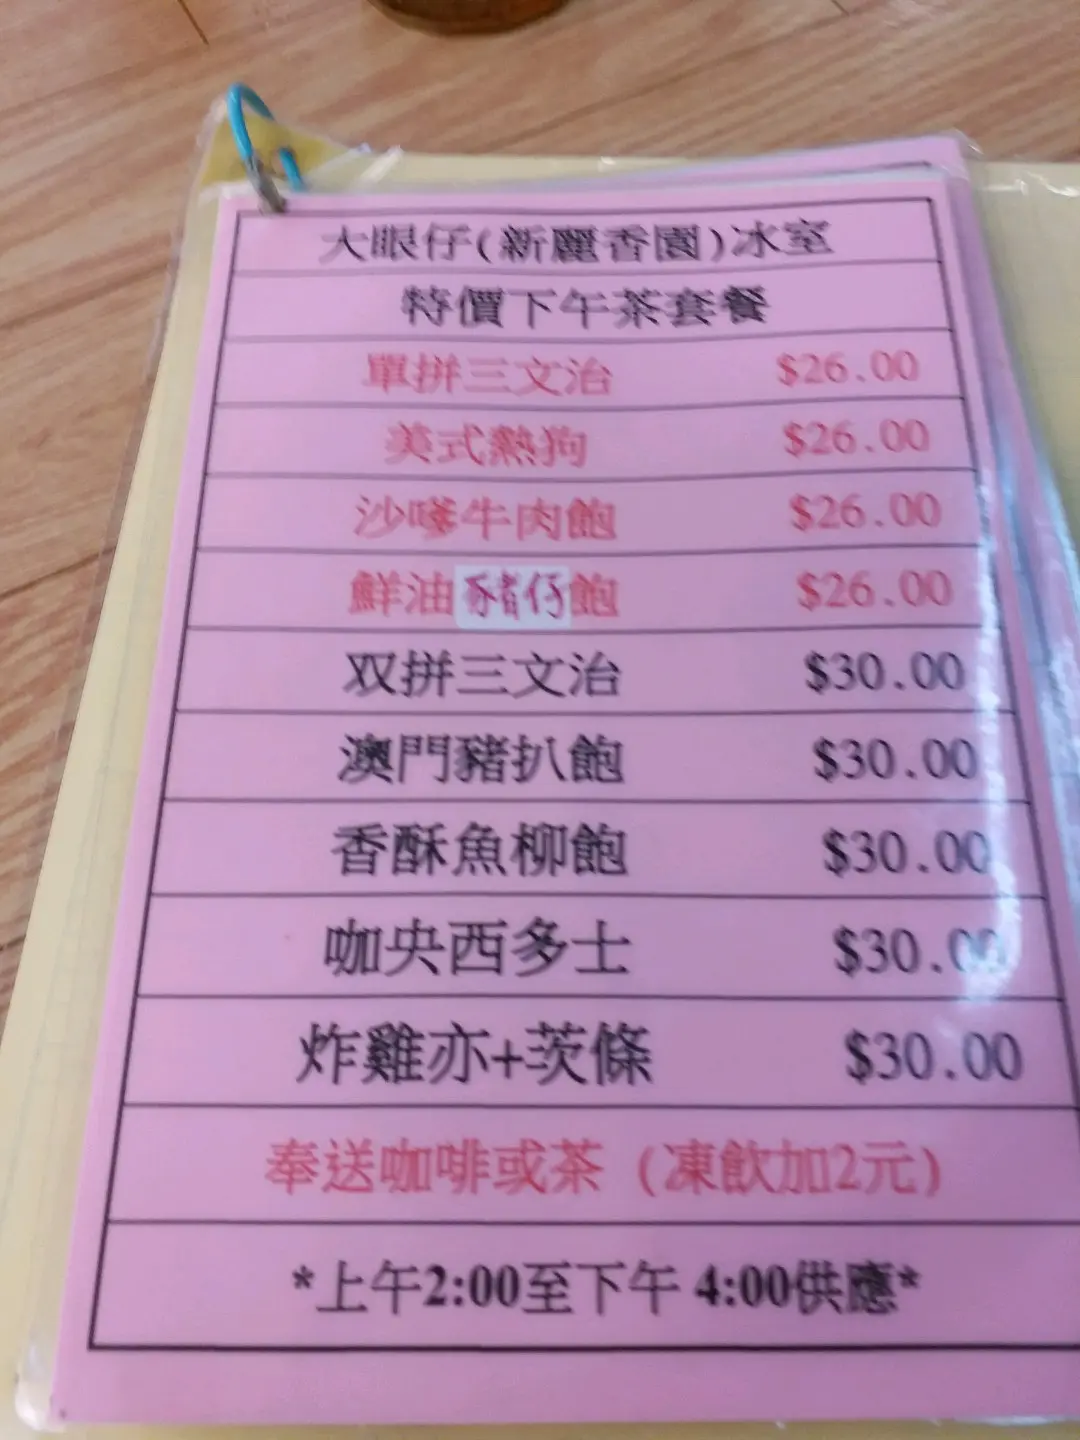 大眼仔(新麗香園)冰室
特價下午茶套餐
單拼三文治 $26.00
美式熱狗 $26.00
沙嗲牛肉飽 $26.00
鮮油豬仔飽 $26.00
双拼三文治 $30.00
澳門豬扒飽 $30.00
香酥魚柳飽 $30.00
咖央西多士 $30.00
炸雞亦+茨條 $30.00
奉送咖啡或茶 (凍飲加2元)
*上午2:00至下午 4:00供應*